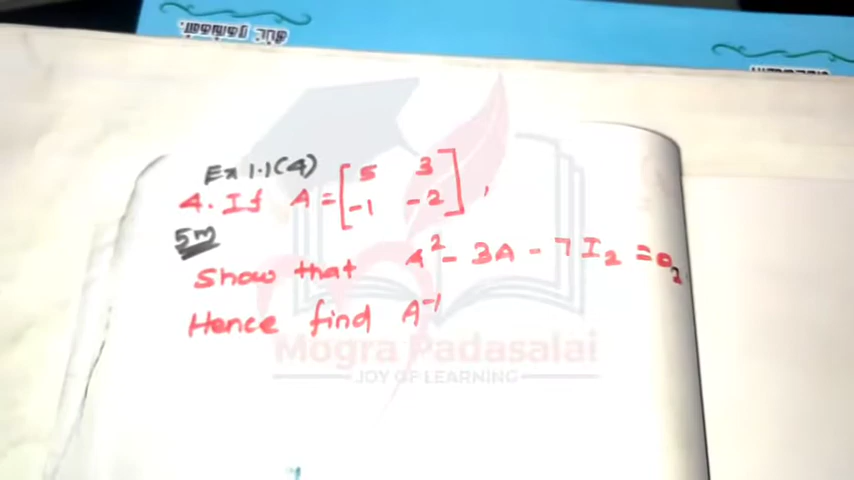 Ex 1.1(4)
4. If A = [ 5 3
-1 -2 ],
5m
Show that A² - 3A - 7I₂ = O₂
Hence find A⁻¹
Mogra Padasalai
JOY OF LEARNING